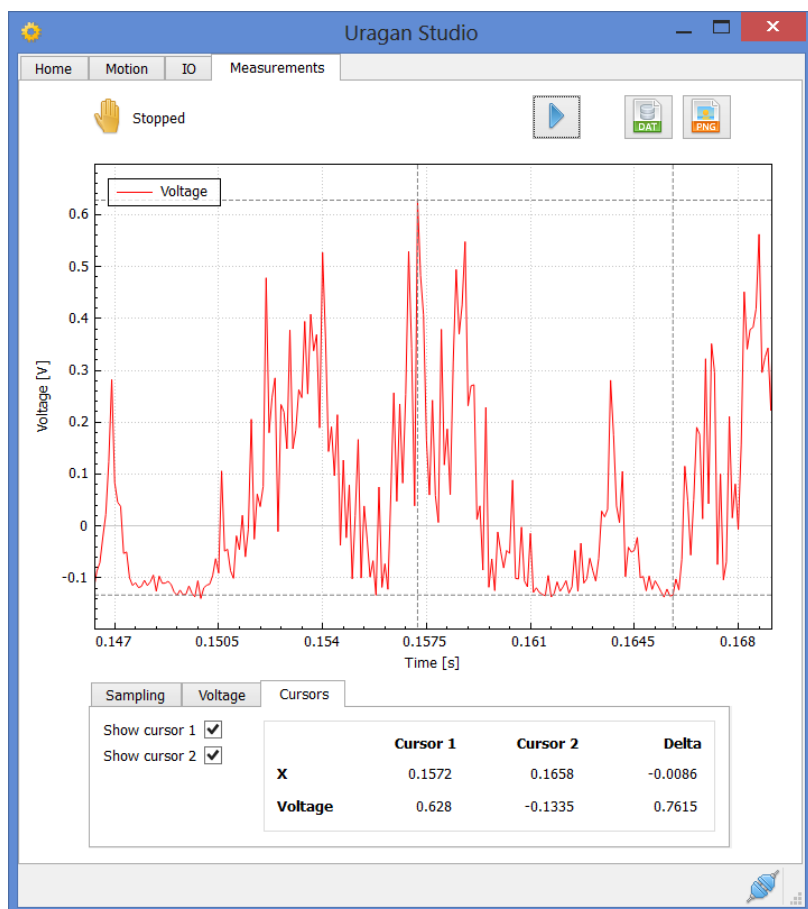 Uragan Studio
Home Motion IO Measurements
Stopped
DAT PNG
Voltage
0.6
0.5
0.4
0.3
0.2
0.1
0
-0.1
Voltage [V]
0.147 0.1505 0.154 0.1575 0.161 0.1645 0.168
Time [s]
Sampling Voltage Cursors
Show cursor 1
Show cursor 2
Cursor 1 Cursor 2 Delta
X 0.1572 0.1658 -0.0086
Voltage 0.628 -0.1335 0.7615